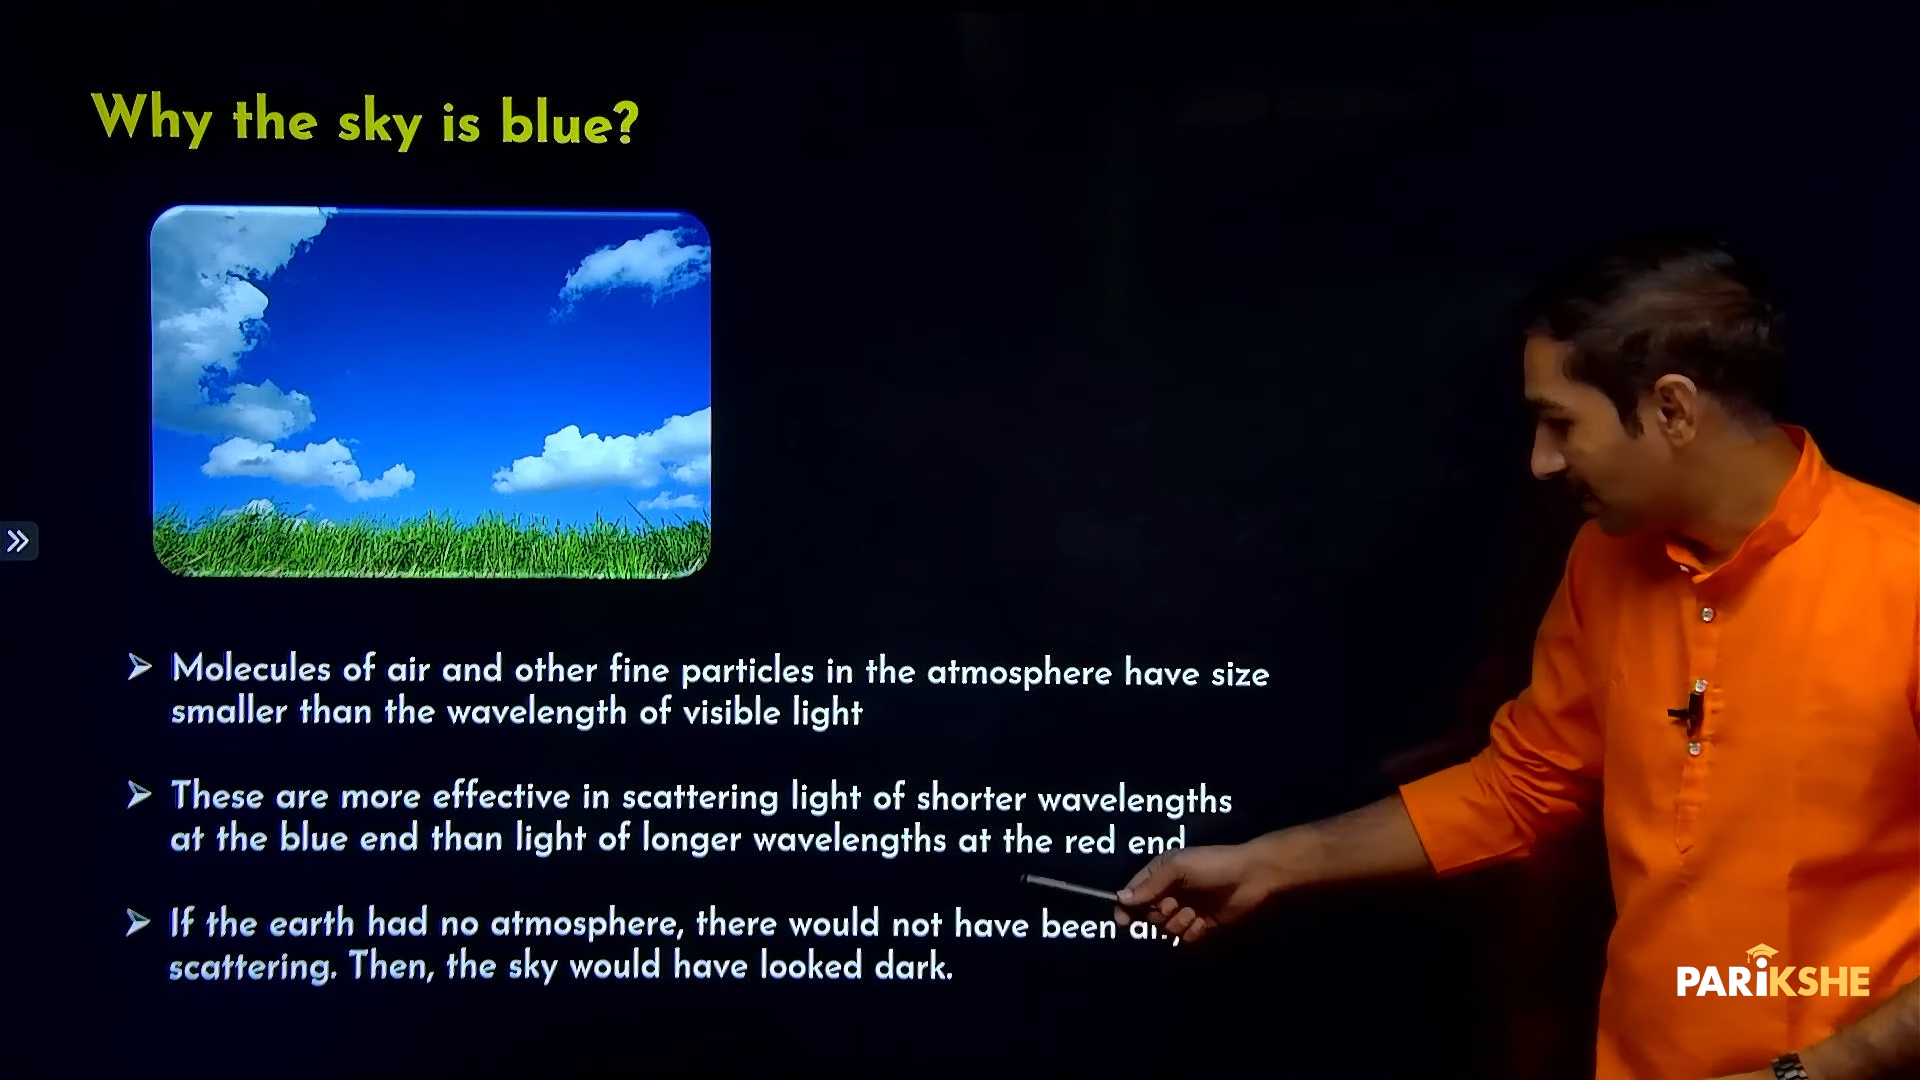 Why the sky is blue?
Molecules of air and other fine particles in the atmosphere have size
smaller than the wavelength of visible light
These are more effective in scattering light of shorter wavelengths
at the blue end than light of longer wavelengths at the red end
If the earth had no atmosphere, there would not have been
scattering. Then, the sky would have looked dark.
PARiKSHE